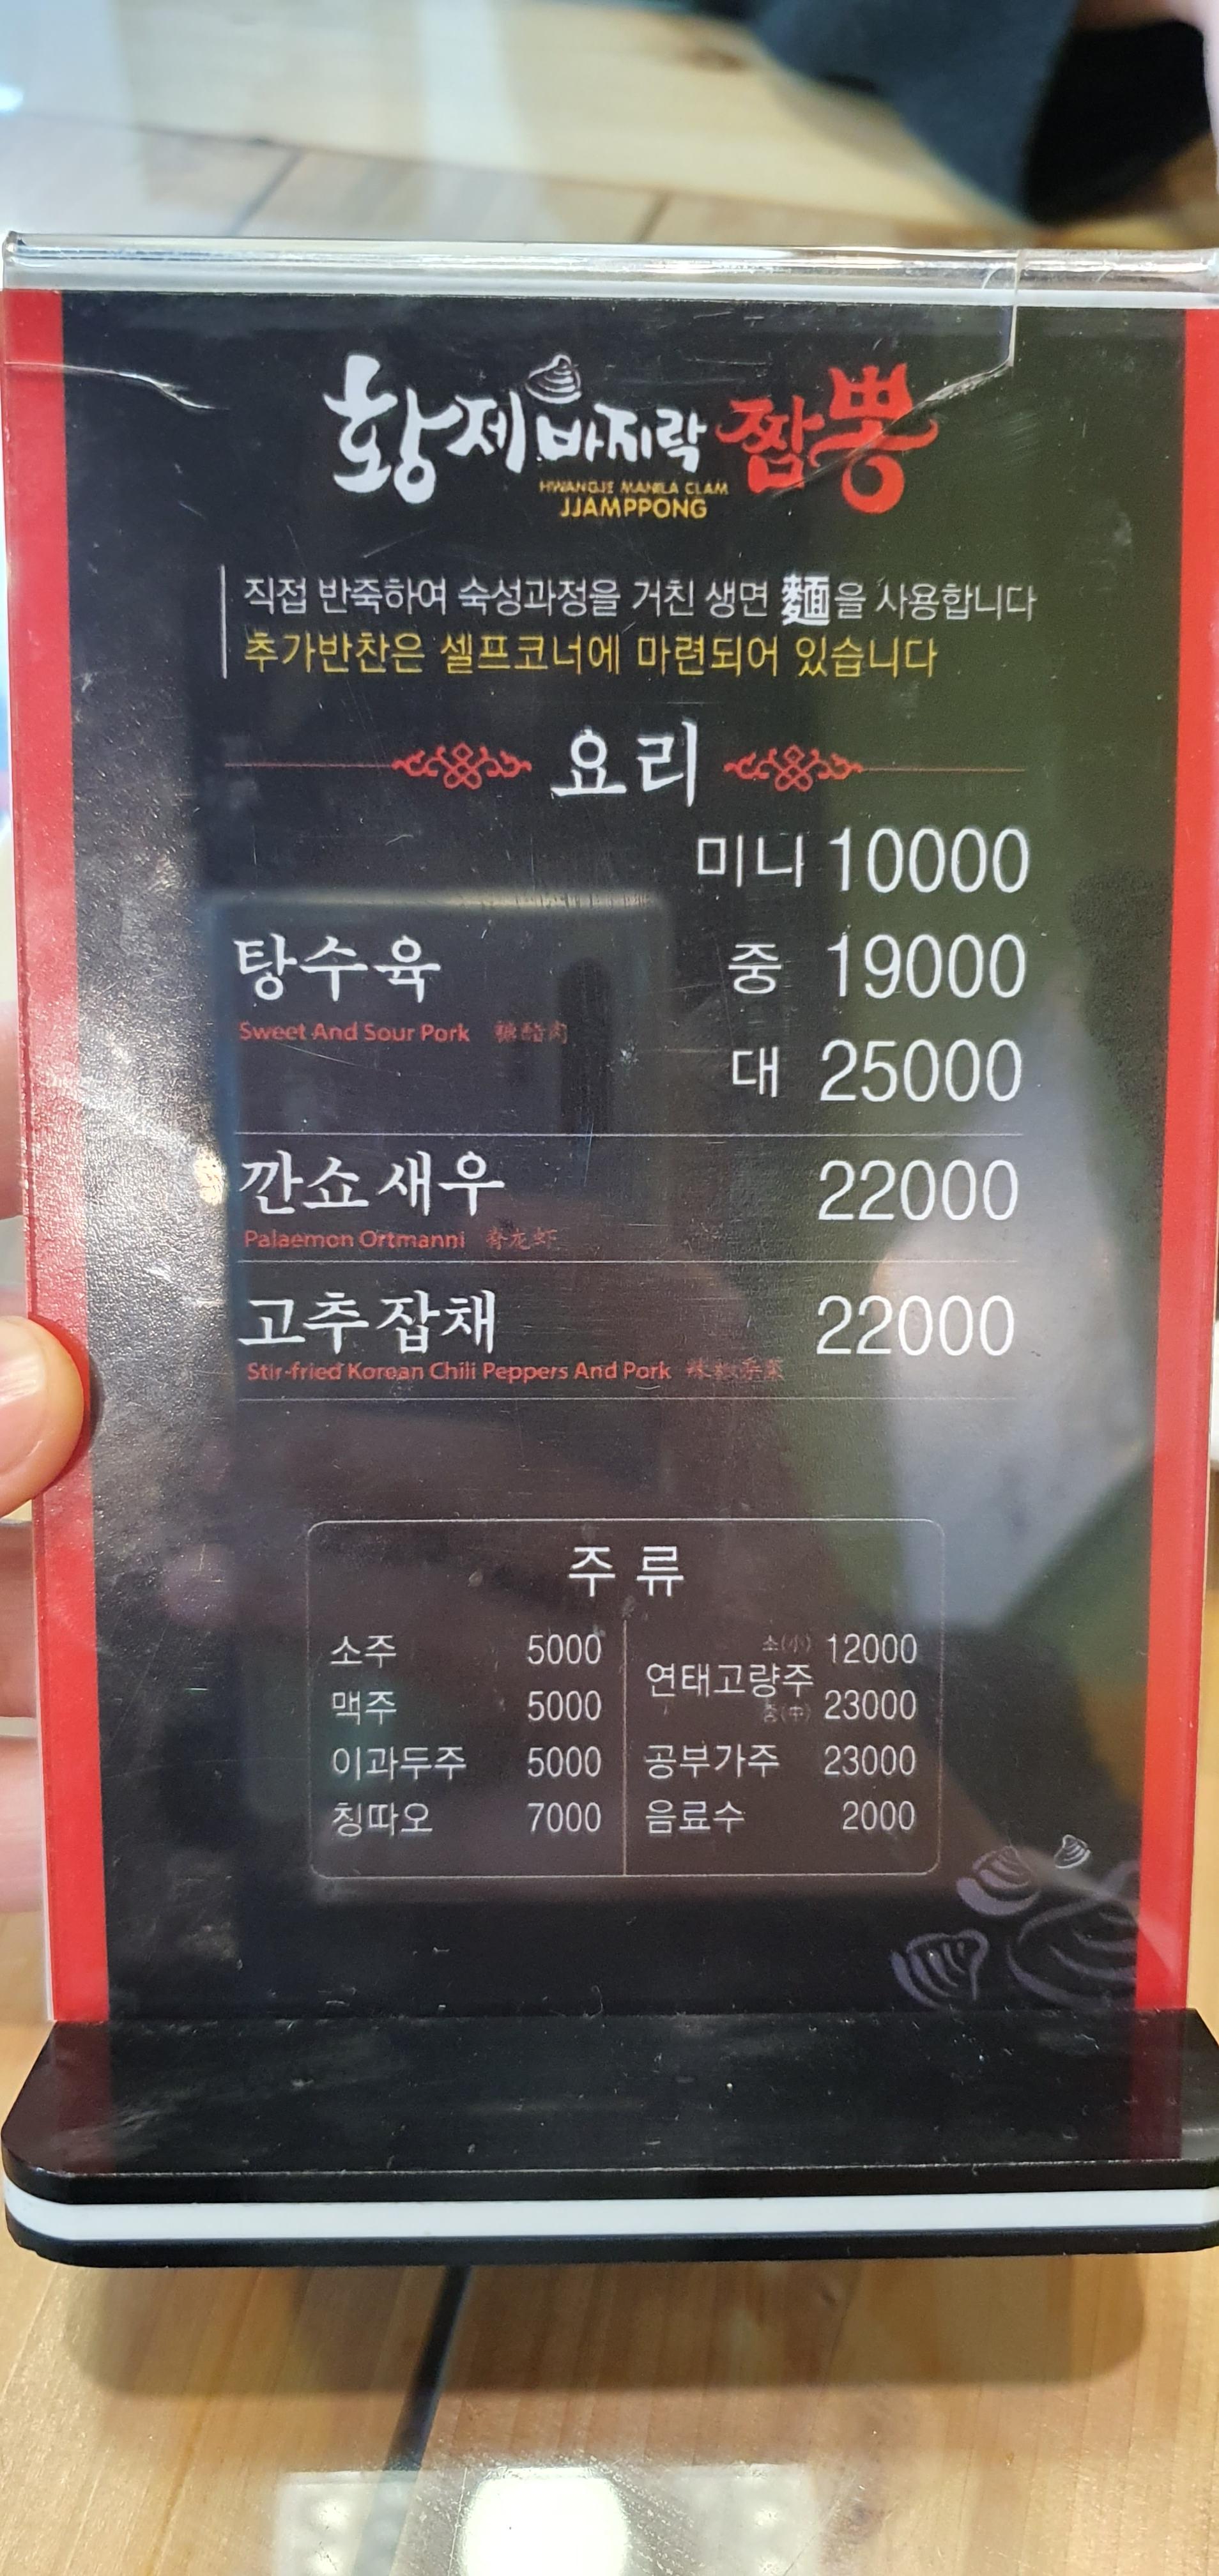 황제바지락 짬뽕
HWANGJE MANILA CLAM
JJAMPPONG
직접 반죽하여 숙성과정을 거친 생면 麵을 사용합니다
추가반찬은 셀프코너에 마련되어 있습니다
요리
미니 10000
탕수육 중 19000
Sweet And Sour Pork 糖醋肉
대 25000
깐쇼새우 22000
Palaemon Ortmanni
고추잡채 22000
Stir-fried Korean Chili Peppers And Pork
주류
소주 5000
맥주 5000
이과두주 5000
칭따오 7000
연태고량주 소(小) 12000
중(中) 23000
공부가주 23000
음료수 2000